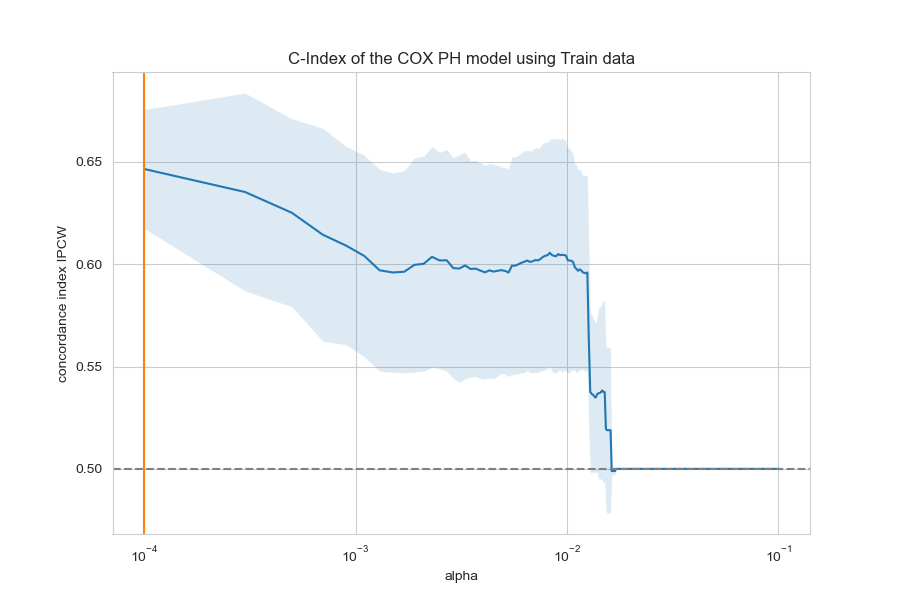 C-Index of the COX PH model using Train data
concordance index IPCW
0.65
0.60
0.55
0.50
10⁻⁴ 10⁻³ 10⁻² 10⁻¹
alpha